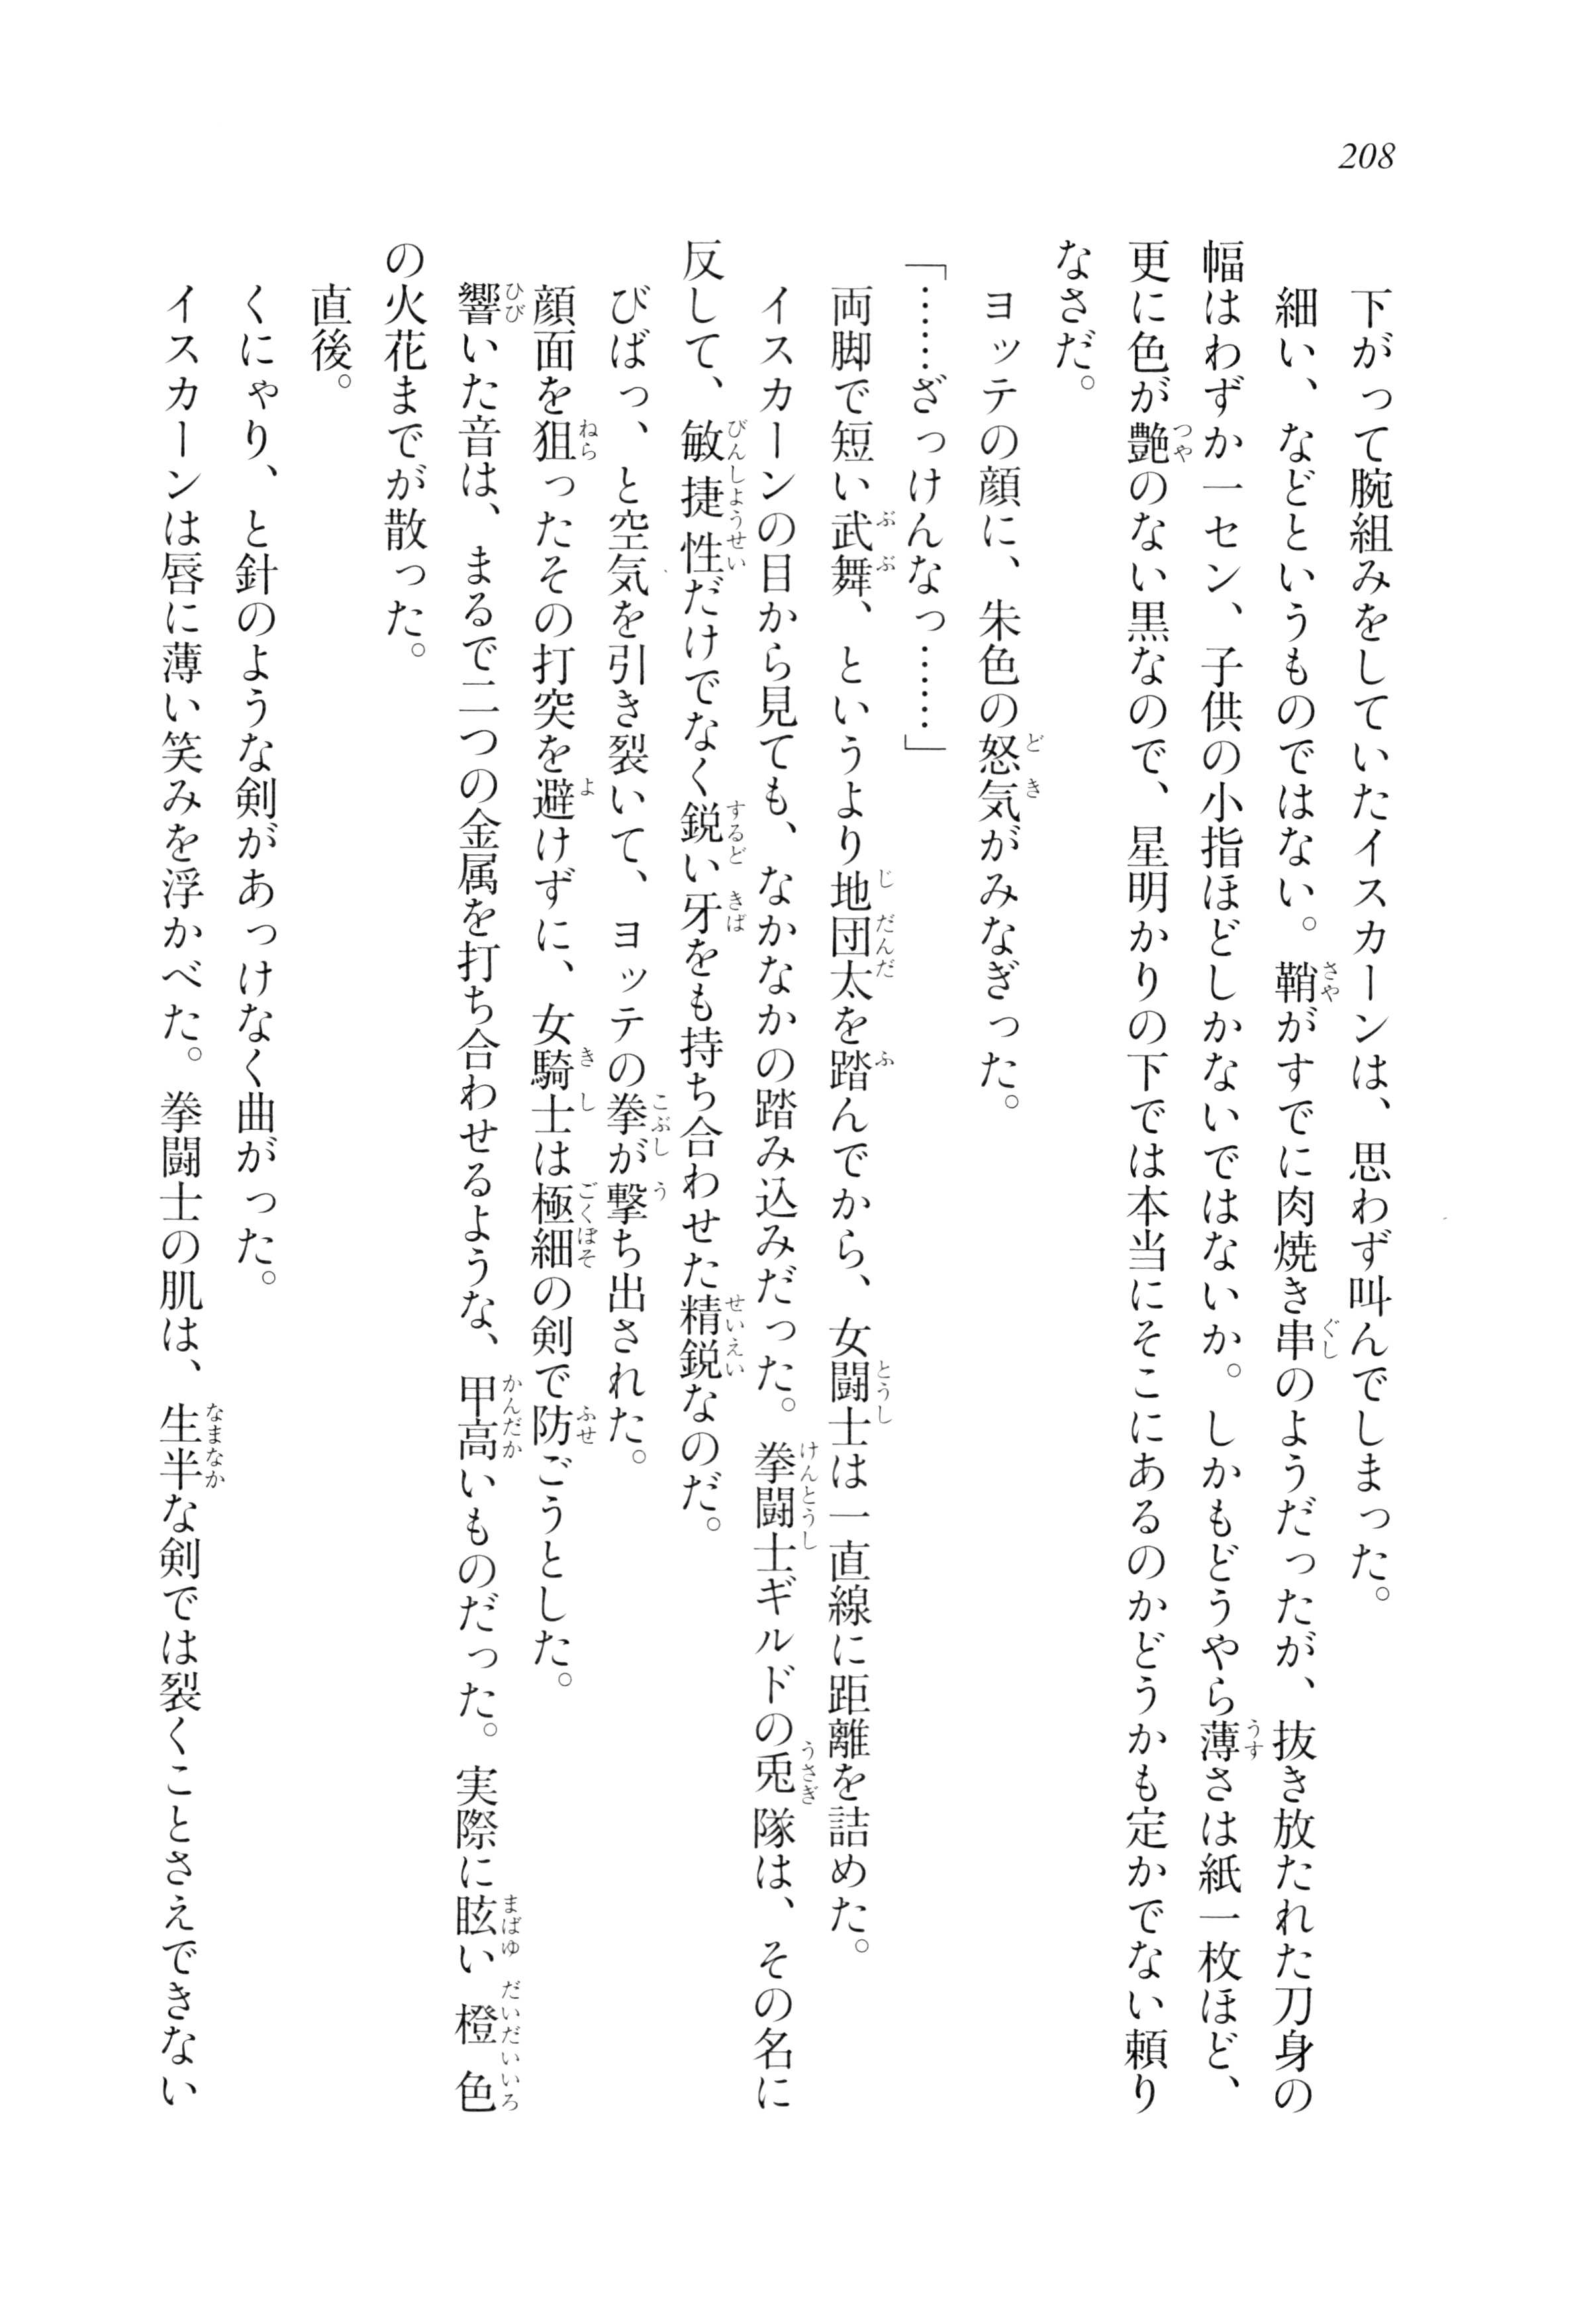 208
下がって腕組みをしていたイスカーンは、思わず叫んでしまった。
細い、などというものではない。鞘がすでに肉焼き串のようだったが、抜き放たれた刀身の
幅はわずか一セン、子供の小指ほどしかないではないか。しかもどうやら薄さは紙一枚ほど、
更に色が艶のない黒なので、星明かりの下では本当にそこにあるのかどうかも定かでない頼り
なさだ。
ヨッテの顔に、朱色の怒気がみなぎった。
「……ざっけんなっ……」
両脚で短い武舞、というより地団太を踏んでから、女闘士は一直線に距離を詰めた。
イスカーンの目から見ても、なかなかの踏み込みだった。拳闘士ギルドの兎隊は、その名に
反して、敏捷性だけでなく鋭い牙をも持ち合わせた精鋭なのだ。
びばっ、と空気を引き裂いて、ヨッテの拳が撃ち出された。
顔面を狙ったその打突を避けずに、女騎士は極細の剣で防ごうとした。
響いた音は、まるで二つの金属を打ち合わせるような、甲高いものだった。実際に眩い橙色
の火花までが散った。
直後。
くにゃり、と針のような剣があっけなく曲がった。
イスカーンは唇に薄い笑みを浮かべた。拳闘士の肌は、生半な剣では裂くことさえできない